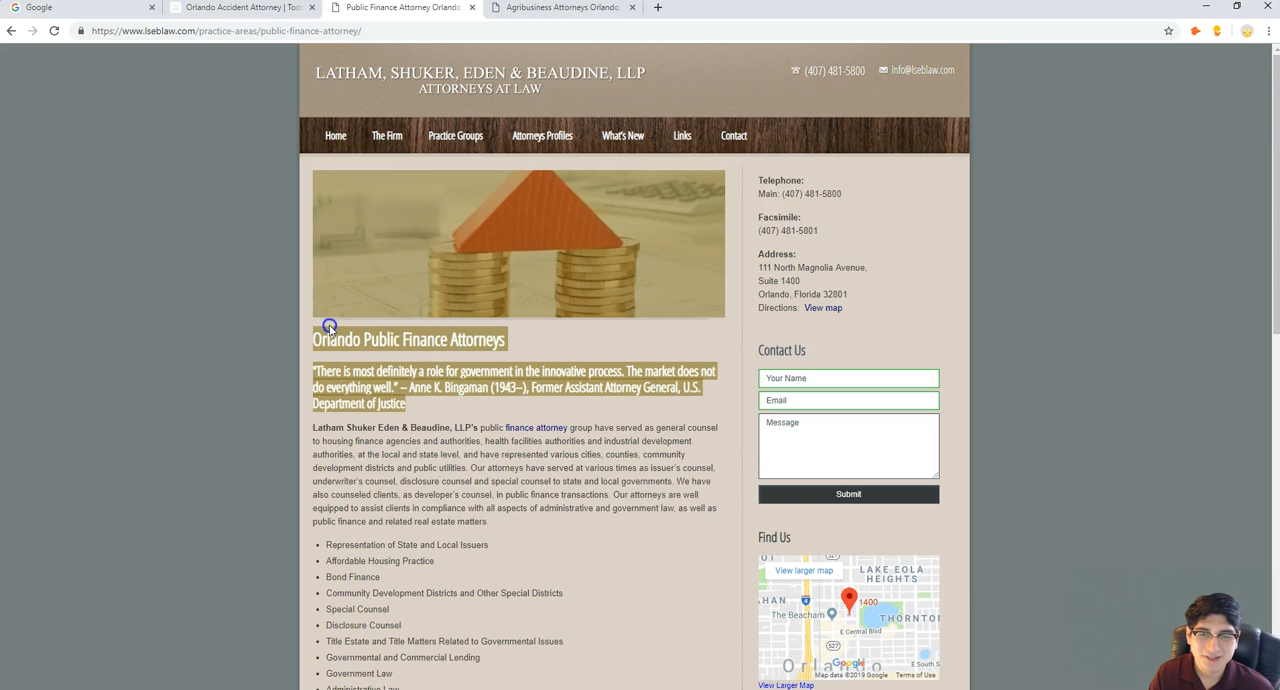 Google
Orlando Accident Attorney | Tod
Public Finance Attorney Orlando
Agribusiness Attorneys Orlando,
https://www.lseblaw.com/practice-areas/public-finance-attorney/
LATHAM, SHUKER, EDEN & BEAUDINE, LLP
ATTORNEYS AT LAW
(407) 481-5800
info@lseblaw.com
Home
The Firm
Practice Groups
Attorneys Profiles
What's New
Links
Contact
Orlando Public Finance Attorneys
"There is most definitely a role for government in the innovative process. The market does not
do everything well." – Anne K. Bingaman (1943–), Former Assistant Attorney General, U.S.
Department of Justice
Latham Shuker Eden & Beaudine, LLP's public finance attorney group have served as general counsel
to housing finance agencies and authorities, health facilities authorities and industrial development
authorities, at the local and state level, and have represented various cities, counties, community
development districts and public utilities. Our attorneys have served at various times as issuer's counsel,
underwriter's counsel, disclosure counsel and special counsel to state and local governments. We have
also counseled clients, as developer's counsel, in public finance transactions. Our attorneys are well
equipped to assist clients in compliance with all aspects of administrative and government law, as well as
public finance and related real estate matters.
• Representation of State and Local Issuers
• Affordable Housing Practice
• Bond Finance
• Community Development Districts and Other Special Districts
• Special Counsel
• Disclosure Counsel
• Title Estate and Title Matters Related to Governmental Issues
• Governmental and Commercial Lending
• Government Law
• Administrative Law
Telephone:
Main: (407) 481-5800
Facsimile:
(407) 481-5801
Address:
111 North Magnolia Avenue,
Suite 1400
Orlando, Florida 32801
Directions: View map
Contact Us
Your Name
Email
Message
Submit
Find Us
View larger map
527
LAKE EOLA
HEIGHTS
4
1400
The Beacham
THORNTO
E Central Blvd
527
Orlando
E South S
Google
Map data ©2019 Google
Terms of Use
View Larger Map